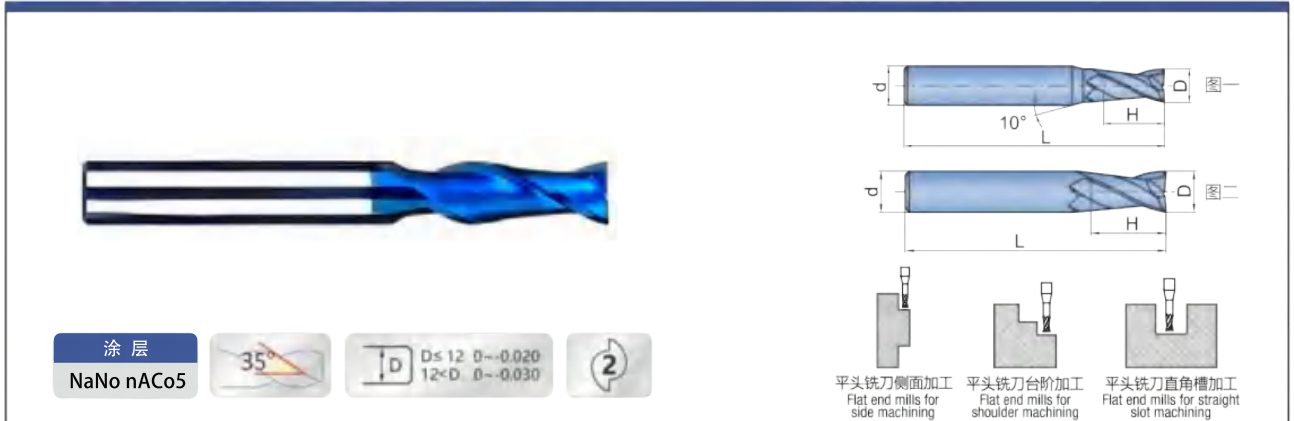 d
10°
L
H
D
图一
d
L
H
D
图二
涂 层
NaNo nACo5
35°
D
D≤ 12 0~-0.020
12<D 0~-0.030
2
平头铣刀侧面加工
Flat end mills for
side machining
平头铣刀台阶加工
Flat end mills for
shoulder machining
平头铣刀直角槽加工
Flat end mills for straight
slot machining